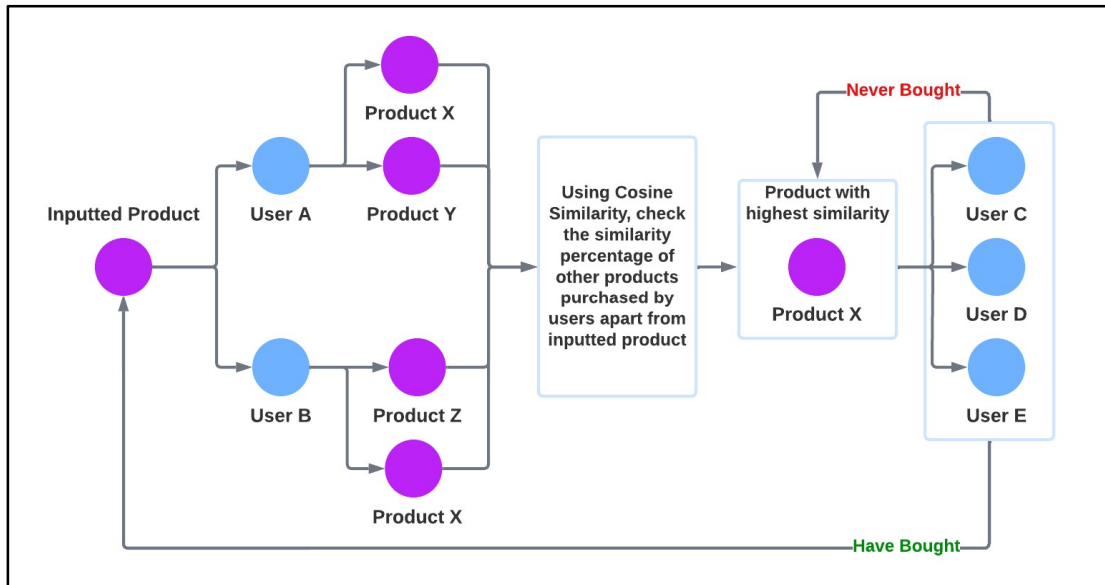 Inputted Product
User A
User B
Product X
Product Y
Product Z
Product X
Using Cosine
Similarity, check
the similarity
percentage of
other products
purchased by
users apart from
inputted product
Product with
highest similarity
Product X
Never Bought
User C
User D
User E
Have Bought